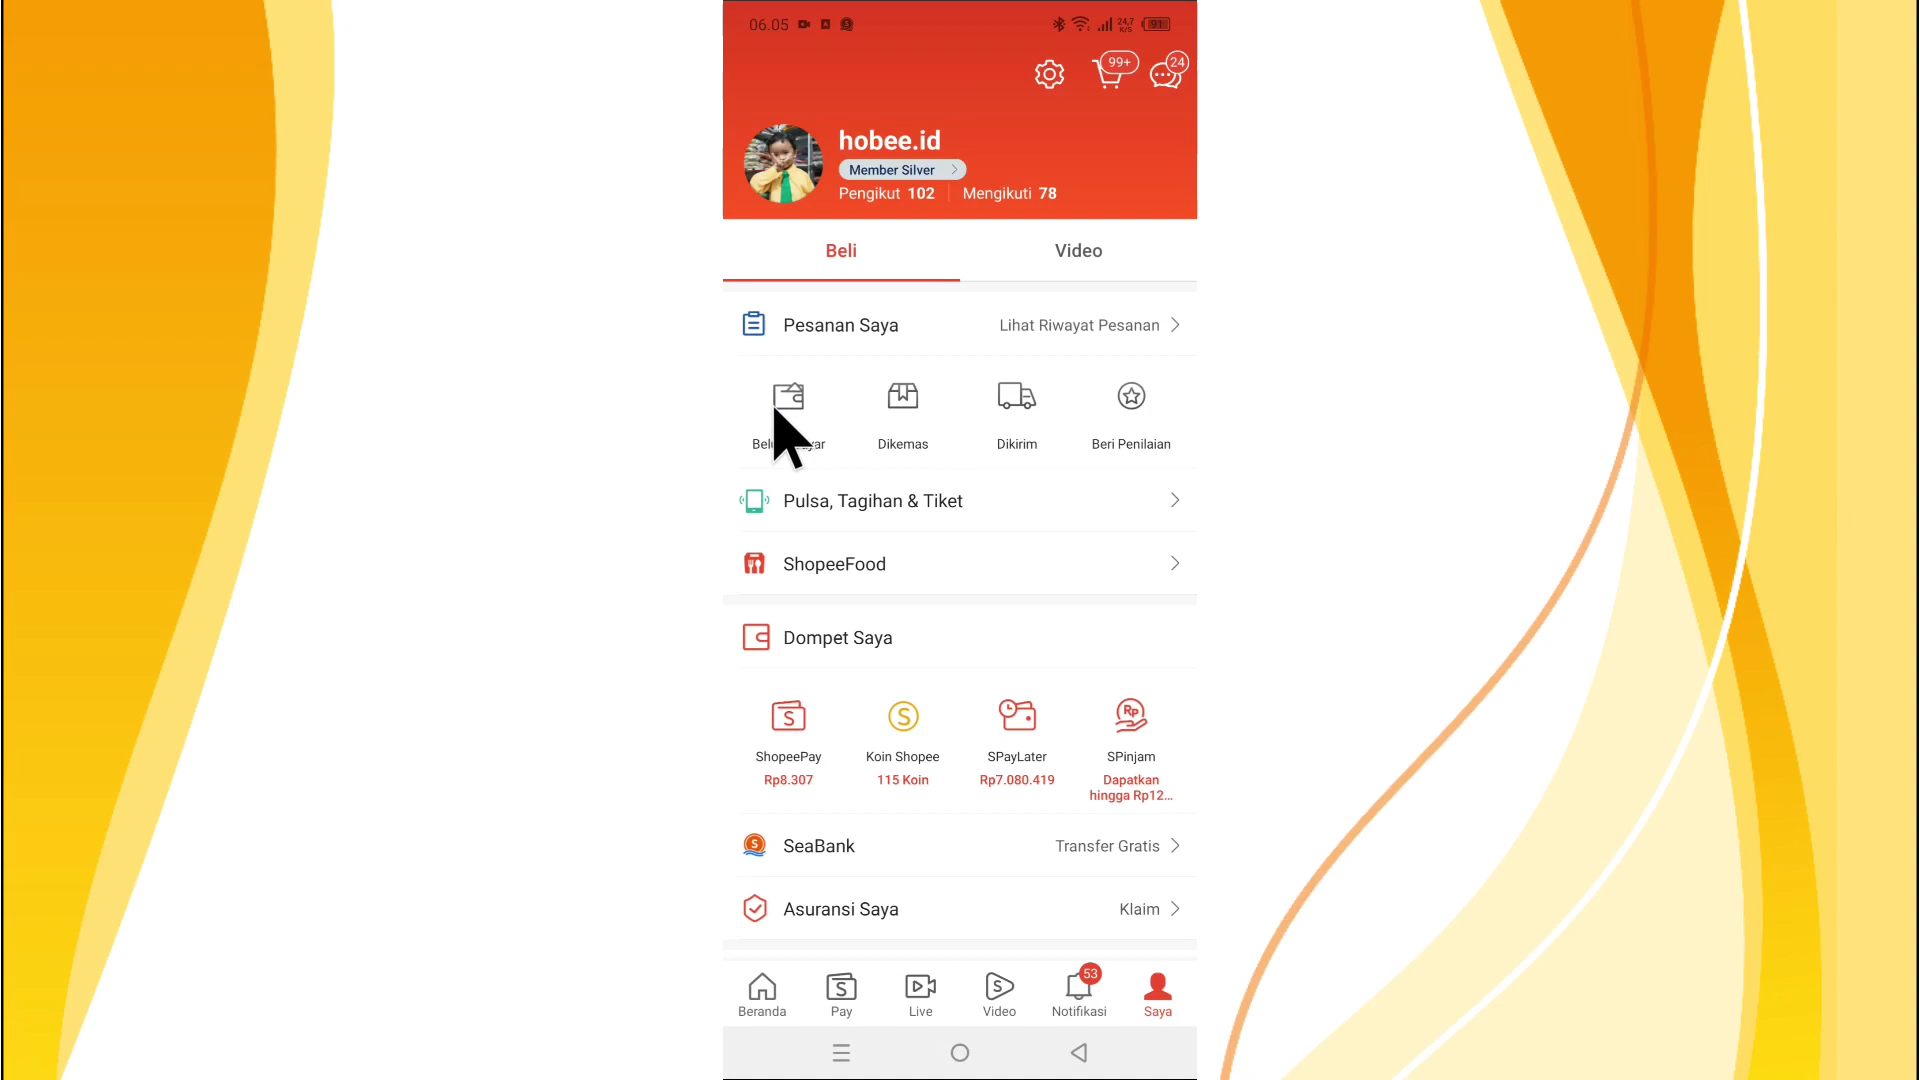 06.05
24,7
K/S
91
99+
24
hobee.id
Member Silver
Pengikut 102 Mengikuti 78
Beli Video
Pesanan Saya Lihat Riwayat Pesanan
Dikemas Dikirim Beri Penilaian
Pulsa, Tagihan & Tiket
ShopeeFood
Dompet Saya
ShopeePay Koin Shopee SPayLater SPinjam
Rp8.307 115 Koin Rp7.080.419 Dapatkan
hingga Rp12...
SeaBank Transfer Gratis
Asuransi Saya Klaim
53
Beranda Pay Live Video Notifikasi Saya